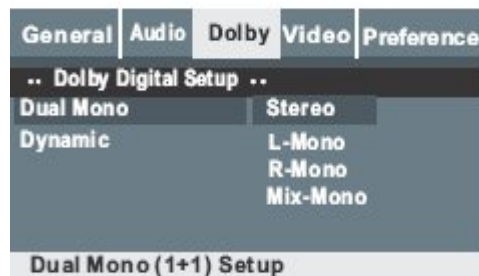 General Audio Dolby Video Preference
-- Dolby Digital Setup --
Dual Mono Stereo
Dynamic L-Mono
R-Mono
Mix-Mono
Dual Mono (1+1) Setup